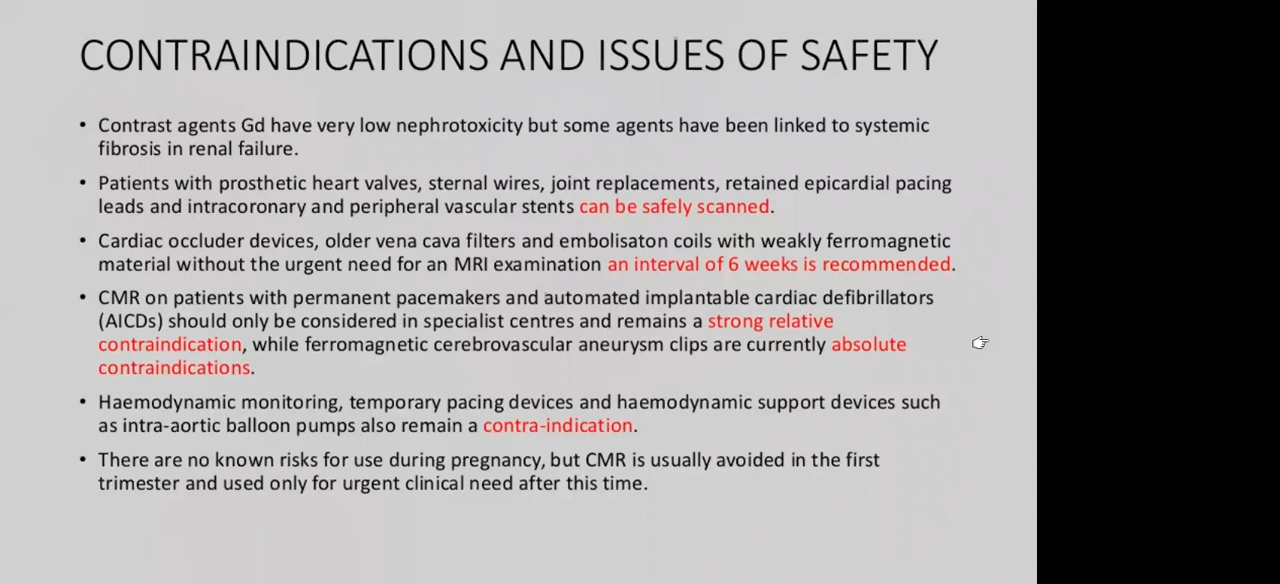 CONTRAINDICATIONS AND ISSUES OF SAFETY
• Contrast agents Gd have very low nephrotoxicity but some agents have been linked to systemic
fibrosis in renal failure.
• Patients with prosthetic heart valves, sternal wires, joint replacements, retained epicardial pacing
leads and intracoronary and peripheral vascular stents can be safely scanned.
• Cardiac occluder devices, older vena cava filters and embolisaton coils with weakly ferromagnetic
material without the urgent need for an MRI examination an interval of 6 weeks is recommended.
• CMR on patients with permanent pacemakers and automated implantable cardiac defibrillators
(AICDs) should only be considered in specialist centres and remains a strong relative
contraindication, while ferromagnetic cerebrovascular aneurysm clips are currently absolute
contraindications.
• Haemodynamic monitoring, temporary pacing devices and haemodynamic support devices such
as intra-aortic balloon pumps also remain a contra-indication.
• There are no known risks for use during pregnancy, but CMR is usually avoided in the first
trimester and used only for urgent clinical need after this time.